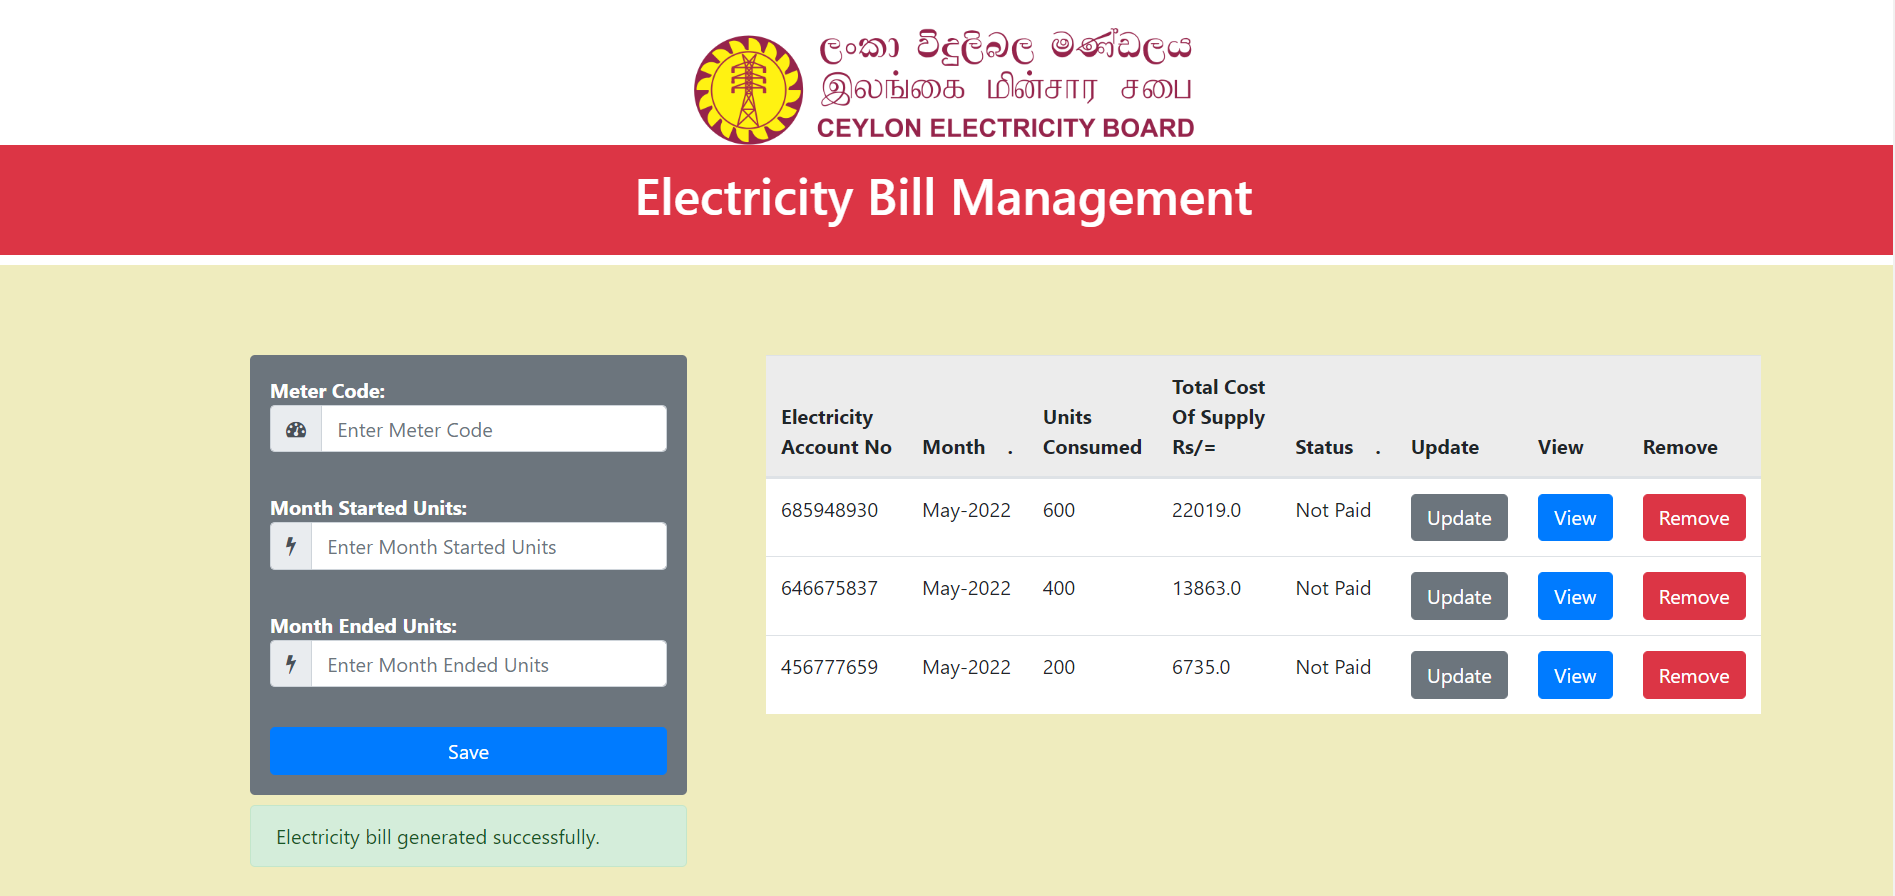 ලංකා විදුලිබල මණ්ඩලය
இலங்கை மின்சார சபை
CEYLON ELECTRICITY BOARD
Electricity Bill Management
Meter Code:
Enter Meter Code
Month Started Units:
Enter Month Started Units
Month Ended Units:
Enter Month Ended Units
Save
Electricity bill generated successfully.
Electricity Account No Month . Units Consumed Total Cost Of Supply Rs/= Status . Update View Remove
685948930 May-2022 600 22019.0 Not Paid Update View Remove
646675837 May-2022 400 13863.0 Not Paid Update View Remove
456777659 May-2022 200 6735.0 Not Paid Update View Remove